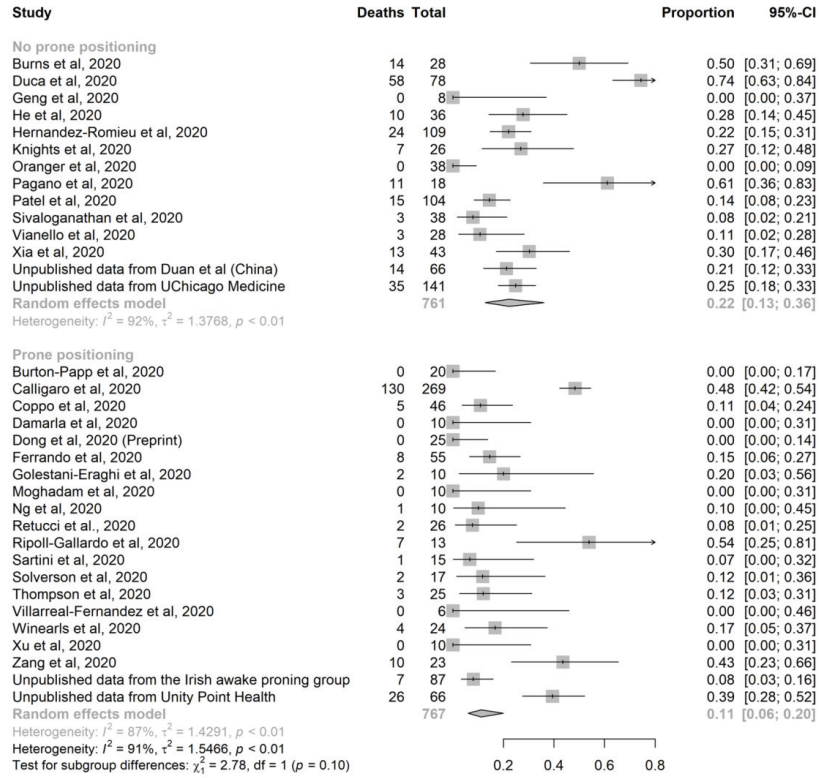 Study Deaths Total Proportion 95%-CI
No prone positioning
Burns et al, 2020 14 28 0.50 [0.31; 0.69]
Duca et al, 2020 58 78 0.74 [0.63; 0.84]
Geng et al, 2020 0 8 0.00 [0.00; 0.37]
He et al, 2020 10 36 0.28 [0.14; 0.45]
Hernandez-Romieu et al, 2020 24 109 0.22 [0.15; 0.31]
Knights et al, 2020 7 26 0.27 [0.12; 0.48]
Oranger et al, 2020 0 38 0.00 [0.00; 0.09]
Pagano et al, 2020 11 18 0.61 [0.36; 0.83]
Patel et al, 2020 15 104 0.14 [0.08; 0.23]
Sivaloganathan et al, 2020 3 38 0.08 [0.02; 0.21]
Vianello et al, 2020 3 28 0.11 [0.02; 0.28]
Xia et al, 2020 13 43 0.30 [0.17; 0.46]
Unpublished data from Duan et al (China) 14 66 0.21 [0.12; 0.33]
Unpublished data from UChicago Medicine 35 141 0.25 [0.18; 0.33]
Random effects model 761 0.22 [0.13; 0.36]
Heterogeneity: I² = 92%, τ² = 1.3768, p < 0.01
Prone positioning
Burton-Papp et al, 2020 0 20 0.00 [0.00; 0.17]
Calligaro et al, 2020 130 269 0.48 [0.42; 0.54]
Coppo et al, 2020 5 46 0.11 [0.04; 0.24]
Damarla et al, 2020 0 10 0.00 [0.00; 0.31]
Dong et al, 2020 (Preprint) 0 25 0.00 [0.00; 0.14]
Ferrando et al, 2020 8 55 0.15 [0.06; 0.27]
Golestani-Eraghi et al, 2020 2 10 0.20 [0.03; 0.56]
Moghadam et al, 2020 0 10 0.00 [0.00; 0.31]
Ng et al, 2020 1 10 0.10 [0.00; 0.45]
Retucci et al., 2020 2 26 0.08 [0.01; 0.25]
Ripoll-Gallardo et al, 2020 7 13 0.54 [0.25; 0.81]
Sartini et al, 2020 1 15 0.07 [0.00; 0.32]
Solverson et al, 2020 2 17 0.12 [0.01; 0.36]
Thompson et al, 2020 3 25 0.12 [0.03; 0.31]
Villarreal-Fernandez et al, 2020 0 6 0.00 [0.00; 0.46]
Winearls et al, 2020 4 24 0.17 [0.05; 0.37]
Xu et al, 2020 0 10 0.00 [0.00; 0.31]
Zang et al, 2020 10 23 0.43 [0.23; 0.66]
Unpublished data from the Irish awake proning group 7 87 0.08 [0.03; 0.16]
Unpublished data from Unity Point Health 26 66 0.39 [0.28; 0.52]
Random effects model 767 0.11 [0.06; 0.20]
Heterogeneity: I² = 87%, τ² = 1.4291, p < 0.01
Heterogeneity: I² = 91%, τ² = 1.5466, p < 0.01
Test for subgroup differences: χ²₁ = 2.78, df = 1 (p = 0.10)
0.2 0.4 0.6 0.8